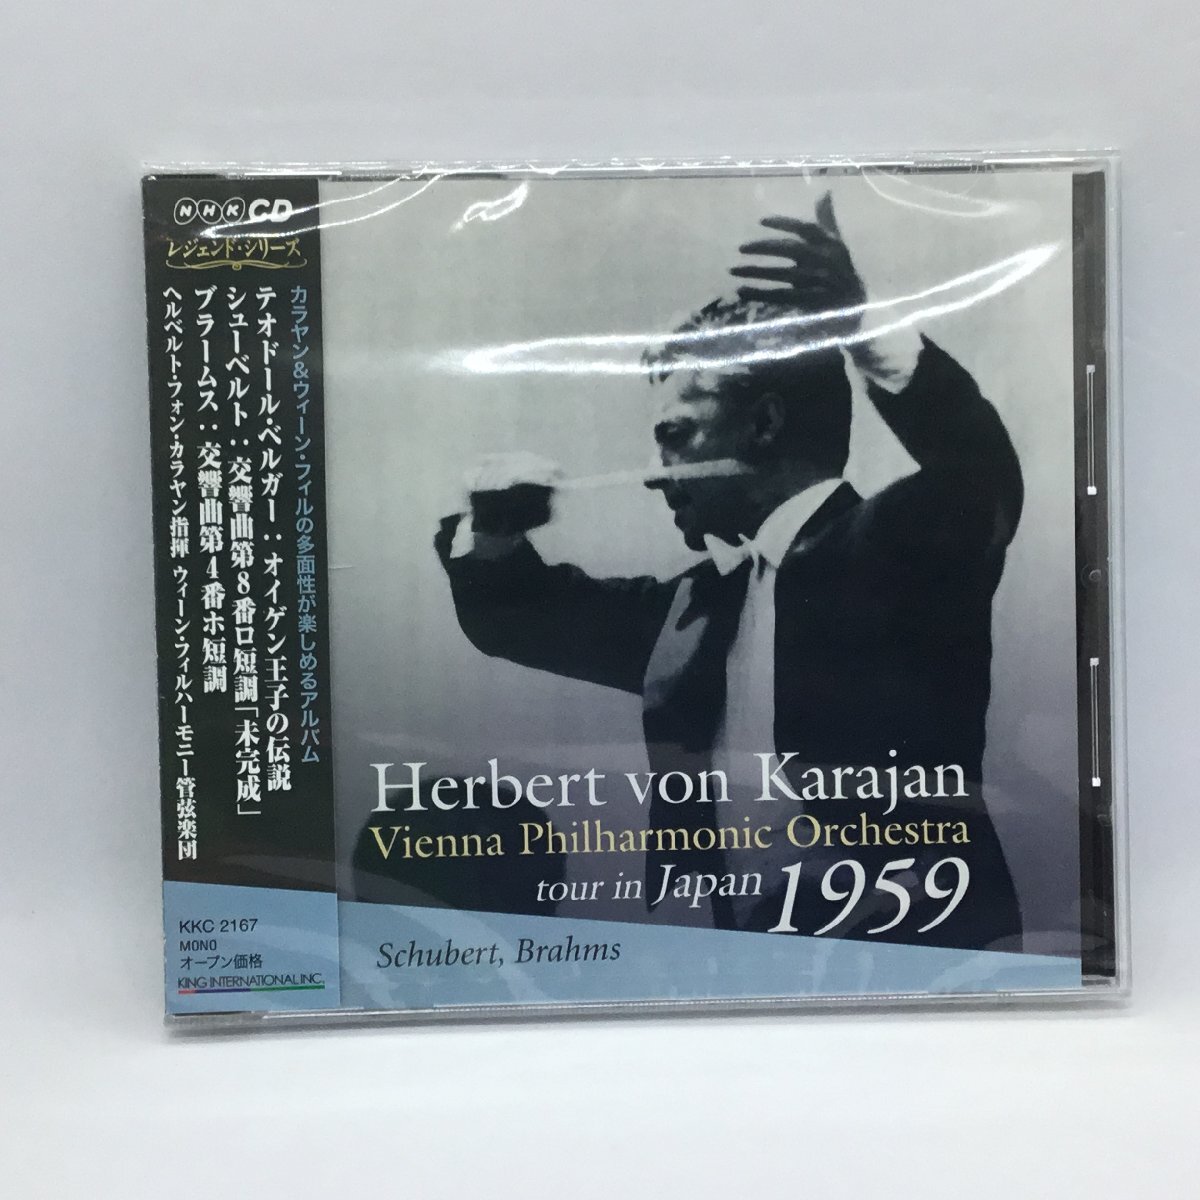 NHK CD
レジェンド・シリーズ
カラヤン&ウィーン・フィルの多面性が楽しめるアルバム
テオドール・ベルガー：オイゲン王子の伝説
シューベルト：交響曲第8番ロ短調「未完成」
ブラームス：交響曲第4番ホ短調
ヘルベルト・フォン・カラヤン指揮 ウィーン・フィルハーモニー管弦楽団
KKC 2167
MONO
オープン価格
KING INTERNATIONAL INC.
Herbert von Karajan
Vienna Philharmonic Orchestra
tour in Japan 1959
Schubert, Brahms